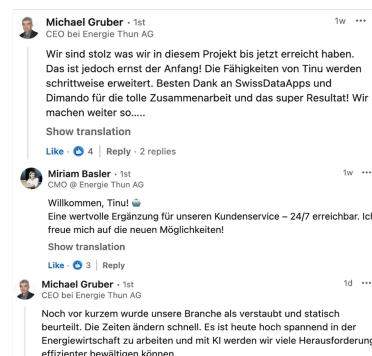 Michael Gruber • 1st
1w •••
CEO bei Energie Thun AG
Wir sind stolz was wir in diesem Projekt bis jetzt erreicht haben.
Das ist jedoch ernst der Anfang! Die Fähigkeiten von Tinu werden
schrittweise erweitert. Besten Dank an SwissDataApps und
Dimando für die tolle Zusammenarbeit und das super Resultat! Wir
machen weiter so.....
Show translation
Like · 4 | Reply · 2 replies
Miriam Basler • 1st
1w •••
CMO @ Energie Thun AG
Willkommen, Tinu! 🤖
Eine wertvolle Ergänzung für unseren Kundenservice – 24/7 erreichbar. Ich
freue mich auf die neuen Möglichkeiten!
Show translation
Like · 3 | Reply
Michael Gruber • 1st
1d •••
CEO bei Energie Thun AG
Noch vor kurzem wurde unsere Branche als verstaubt und statisch
beurteilt. Die Zeiten ändern schnell. Es ist heute hoch spannend in der
Energiewirtschaft zu arbeiten und mit KI werden wir viele Herausforderung
effizienter bewältigen können